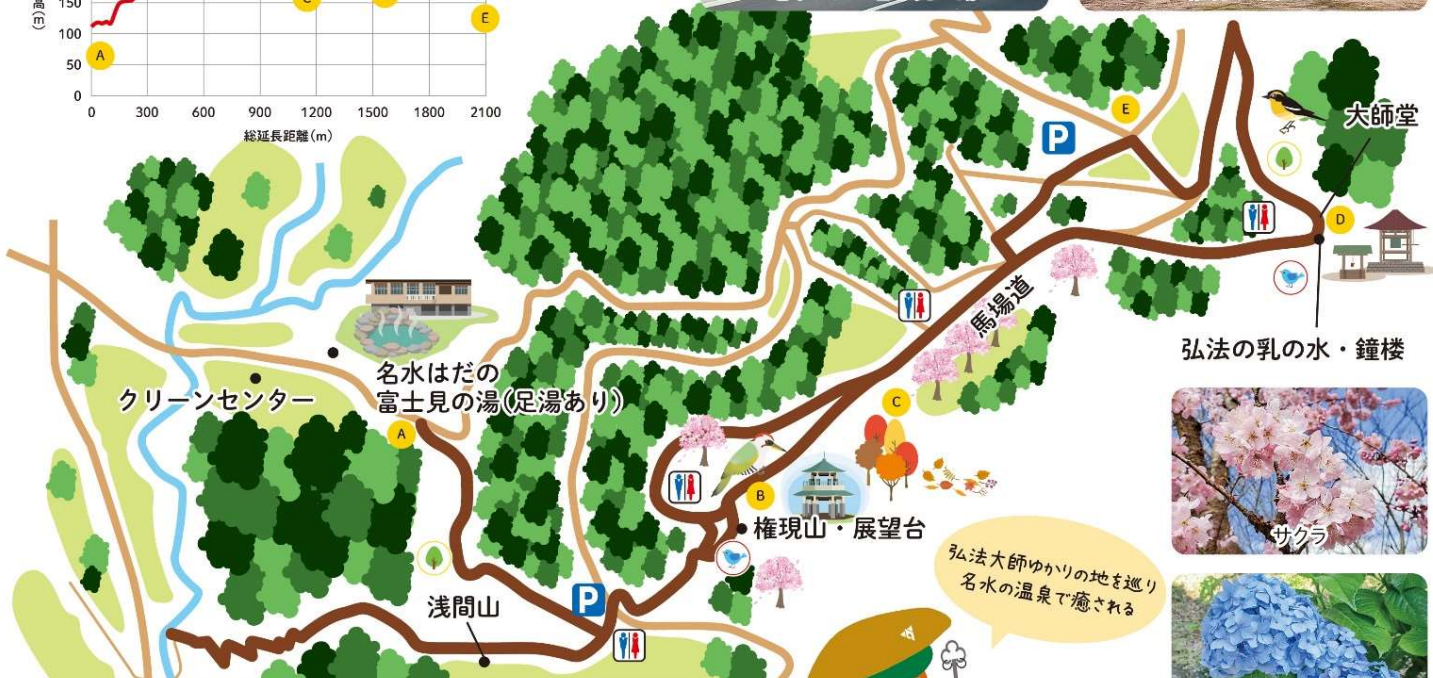 高(m)
150
100
50
0
0 300 600 900 1200 1500 1800 2100
総延長距離(m)
A
C
E
E
P
大師堂
D
馬場道
弘法の乳の水・鐘楼
名水はだの
富士見の湯(足湯あり)
クリーンセンター
A
C
B
権現山・展望台
サクラ
弘法大師ゆかりの地を巡り
名水の温泉で癒される
P
浅間山